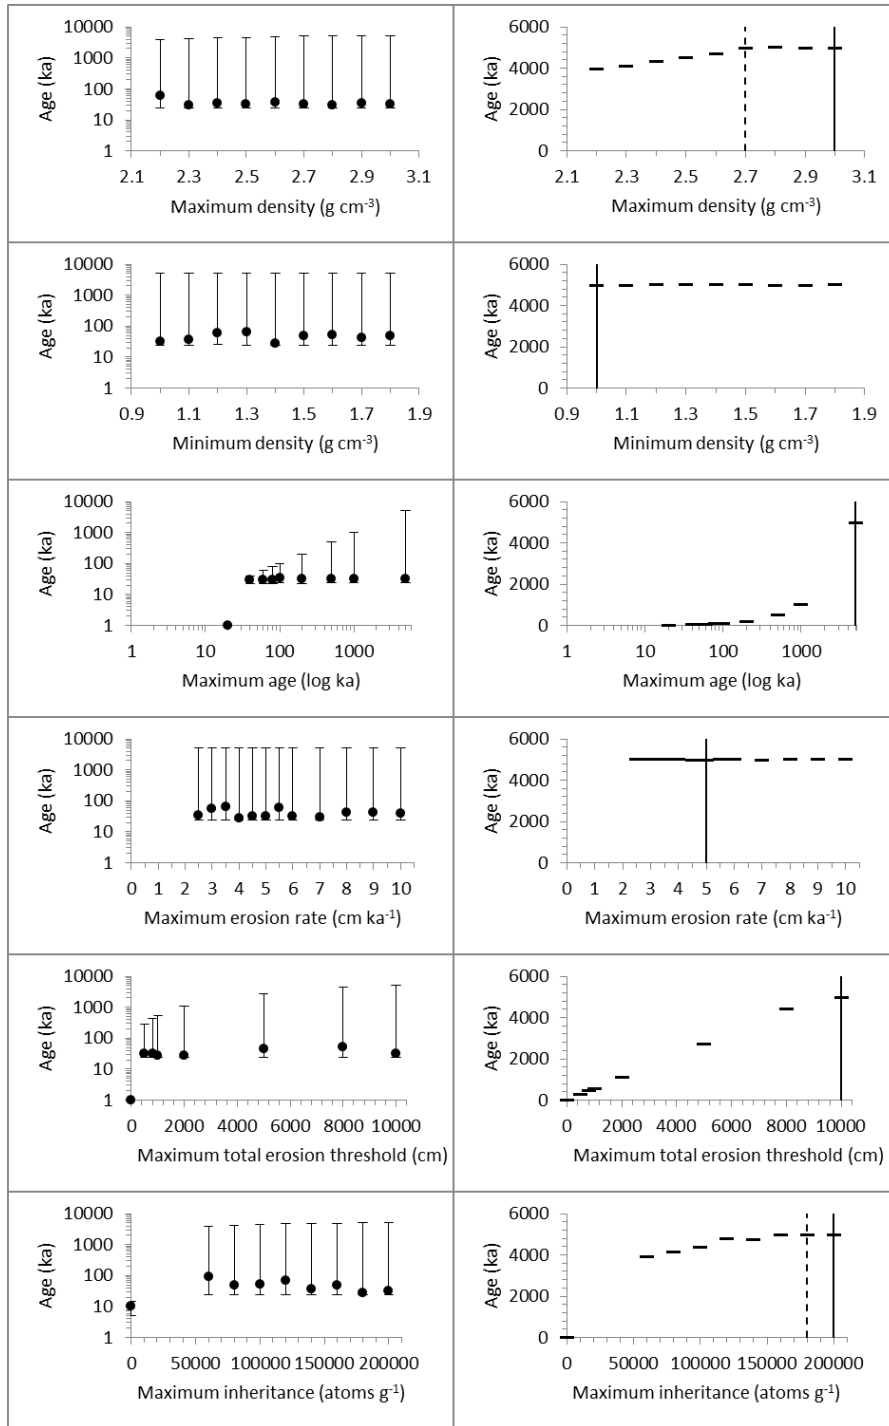 Age (ka)
10000
1000
100
10
1
2.1 2.3 2.5 2.7 2.9 3.1
Maximum density (g cm⁻³)
Age (ka)
6000
4000
2000
0
2.1 2.3 2.5 2.7 2.9 3.1
Maximum density (g cm⁻³)
Age (ka)
10000
1000
100
10
1
0.9 1.1 1.3 1.5 1.7 1.9
Minimum density (g cm⁻³)
Age (ka)
6000
4000
2000
0
0.9 1.1 1.3 1.5 1.7 1.9
Minimum density (g cm⁻³)
Age (ka)
10000
1000
100
10
1
1 10 100 1000
Maximum age (log ka)
Age (ka)
6000
4000
2000
0
1 10 100 1000
Maximum age (log ka)
Age (ka)
10000
1000
100
10
1
0 1 2 3 4 5 6 7 8 9 10
Maximum erosion rate (cm ka⁻¹)
Age (ka)
6000
4000
2000
0
0 1 2 3 4 5 6 7 8 9 10
Maximum erosion rate (cm ka⁻¹)
Age (ka)
10000
1000
100
10
1
0 2000 4000 6000 8000 10000
Maximum total erosion threshold (cm)
Age (ka)
6000
4000
2000
0
0 2000 4000 6000 8000 10000
Maximum total erosion threshold (cm)
Age (ka)
10000
1000
100
10
1
0 50000 100000 150000 200000
Maximum inheritance (atoms g⁻¹)
Age (ka)
6000
4000
2000
0
0 50000 100000 150000 200000
Maximum inheritance (atoms g⁻¹)